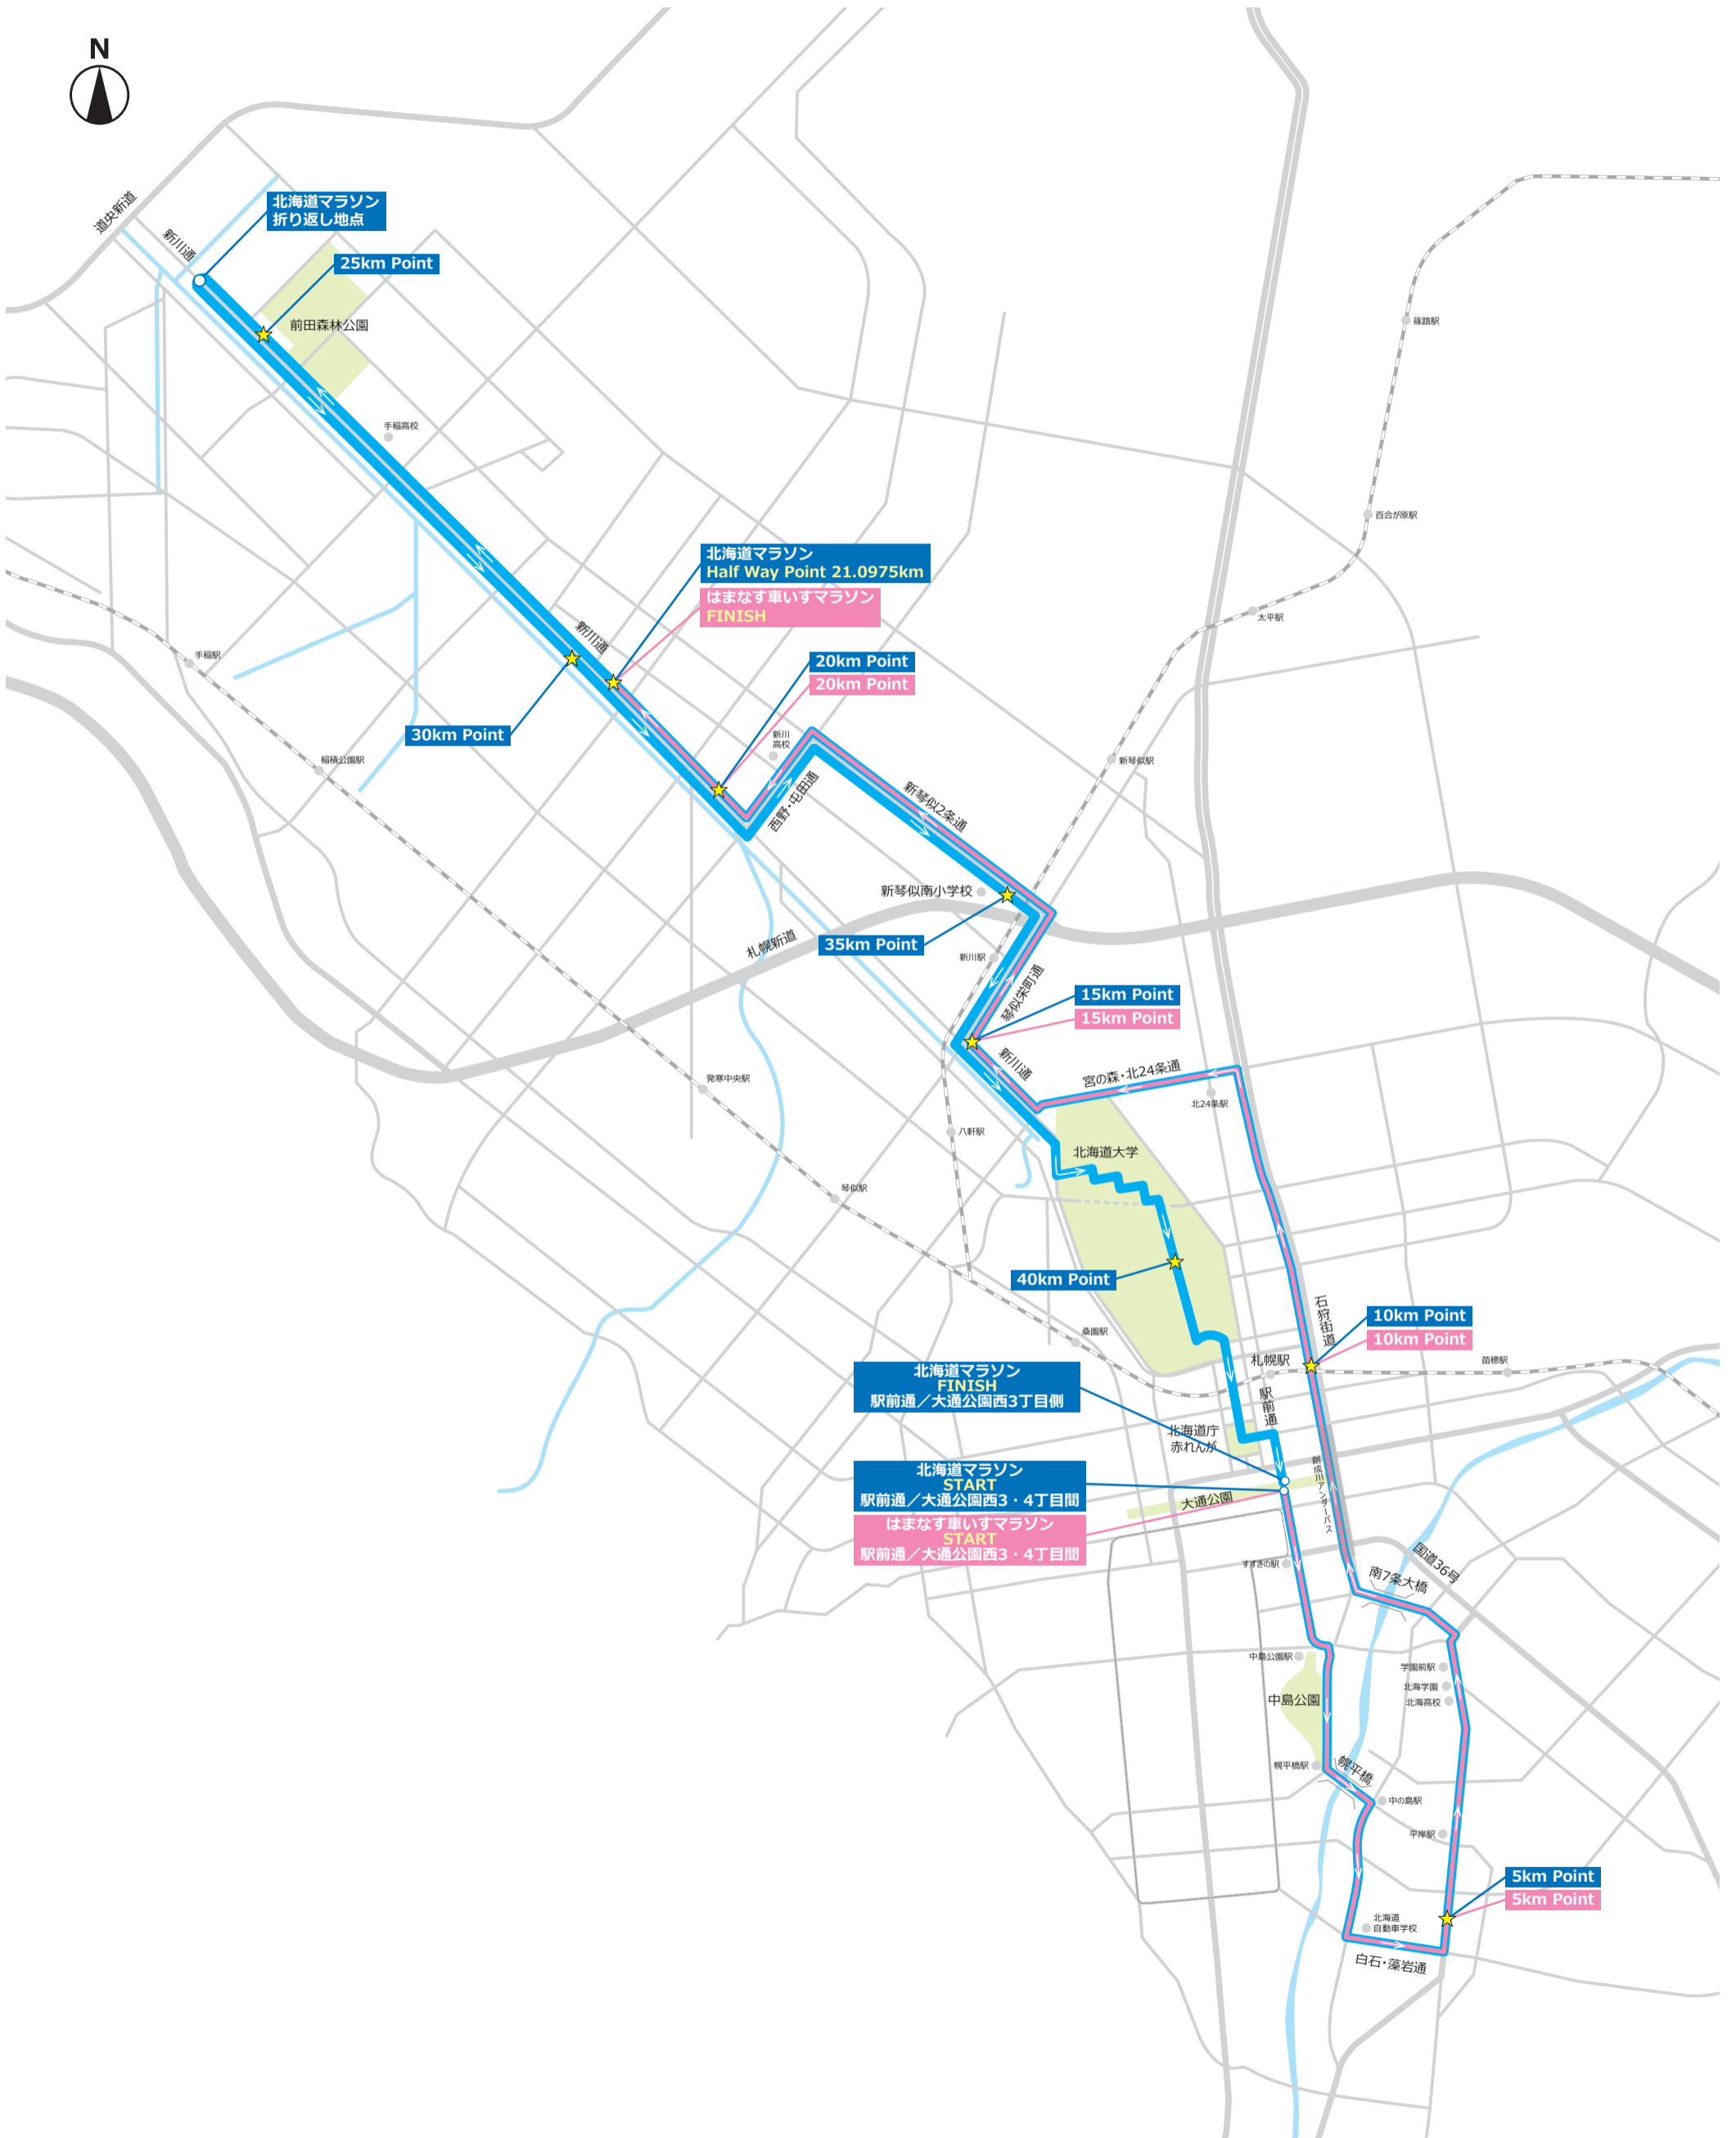 N
道央新道
新川通
北海道マラソン
折り返し地点
25km Point
前田森林公園
手稲高校
篠路駅
百合が原駅
太平駅
北海道マラソン
Half Way Point 21.0975km
はまなす車いすマラソン
FINISH
新川通
手稲駅
20km Point
20km Point
30km Point
稲積公園駅
新川
高校
西野・屯田通
新琴似駅
新琴似2条通
新琴似南小学校
35km Point
札幌新道
新川駅
琴似栄町通
15km Point
15km Point
新川通
宮の森・北24条通
発寒中央駅
北24条駅
八軒駅
北海道大学
琴似駅
40km Point
石狩街道
10km Point
10km Point
桑園駅
札幌駅
苗穂駅
北海道マラソン
FINISH
駅前通／大通公園西3丁目側
駅前通
北海道庁
赤れんが
創成川アンダーパス
北海道マラソン
START
駅前通／大通公園西3・4丁目間
大通公園
はまなす車いすマラソン
START
駅前通／大通公園西3・4丁目間
すすきの駅
国道36号
南7条大橋
中島公園駅
学園前駅
北海学園
北海高校
中島公園
幌平橋駅
幌平橋
中の島駅
平岸駅
5km Point
5km Point
北海道
自動車学校
白石・藻岩通